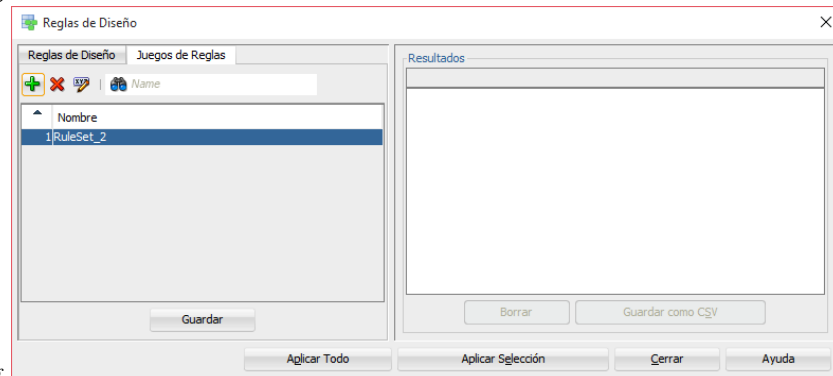 Reglas de Diseño
Reglas de Diseño Juegos de Reglas
Name
Nombre
1 RuleSet_2
Guardar
Resultados
Borrar Guardar como CSV
Aplicar Todo Aplicar Selección Cerrar Ayuda